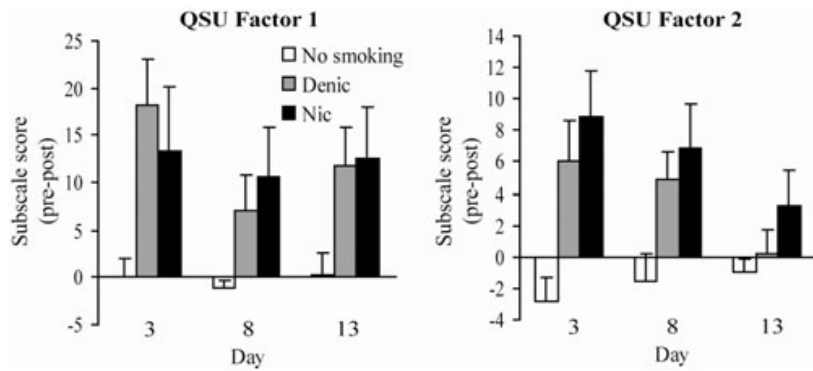 QSU Factor 1
25
20
15
10
5
0
-5
Subscale score
(pre-post)
No smoking
Denic
Nic
3 8 13
Day
QSU Factor 2
14
12
10
8
6
4
2
0
-2
-4
Subscale score
(pre-post)
3 8 13
Day